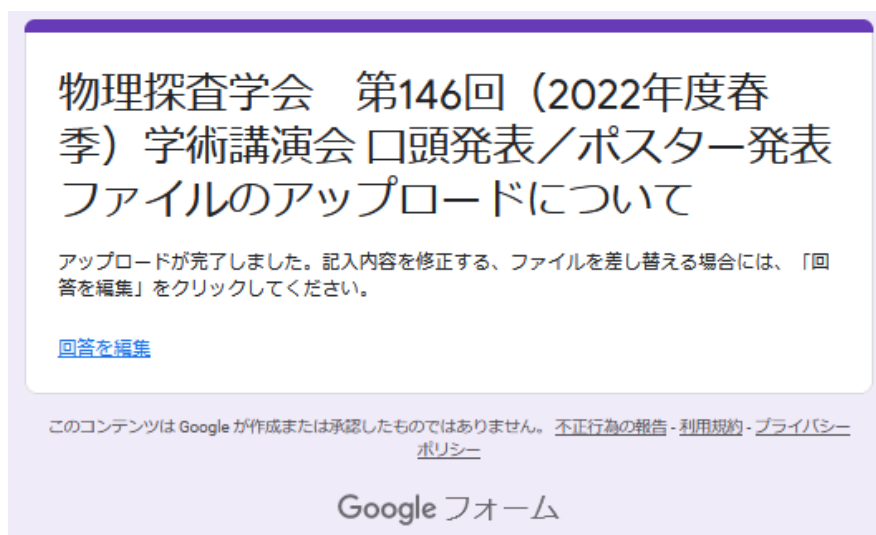 物理探査学会　第146回（2022年度春
季）学術講演会 口頭発表／ポスター発表
ファイルのアップロードについて
アップロードが完了しました。記入内容を修正する、ファイルを差し替える場合には、「回
答を編集」をクリックしてください。
回答を編集
このコンテンツは Google が作成または承認したものではありません。 不正行為の報告 - 利用規約 - プライバシー
ポリシー
Google フォーム